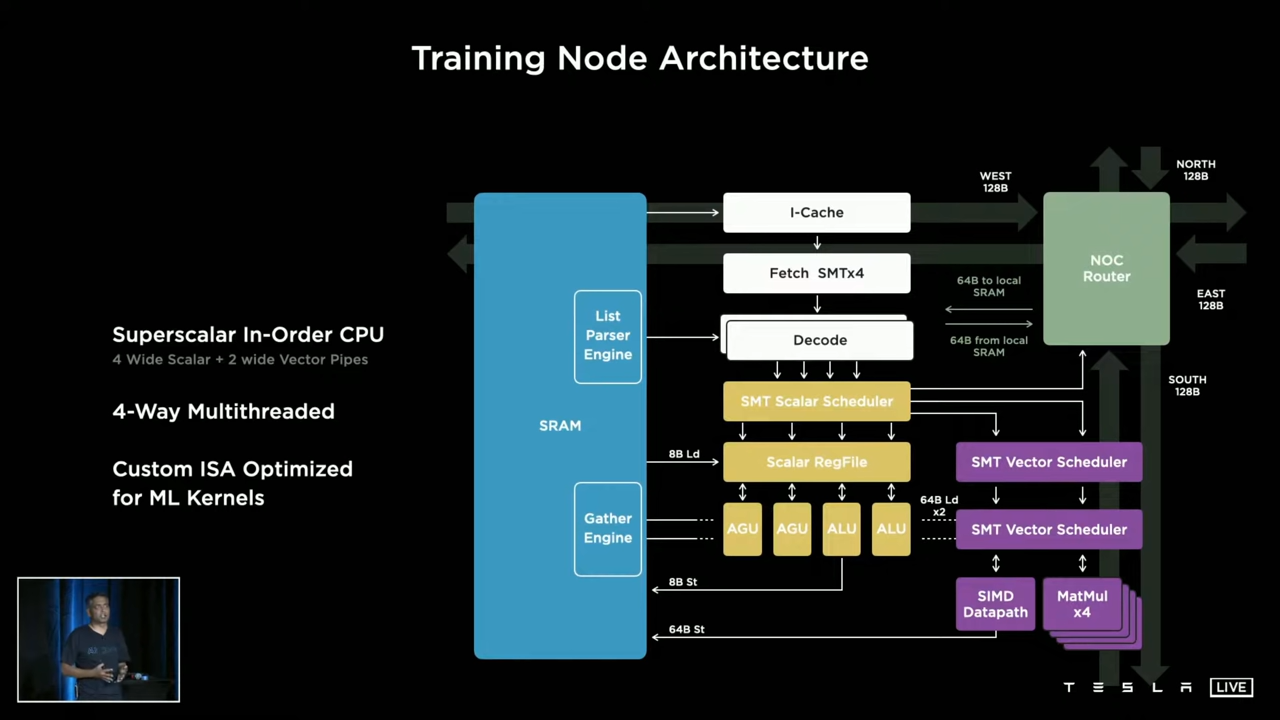 Training Node Architecture
Superscalar In-Order CPU
4 Wide Scalar + 2 wide Vector Pipes
4-Way Multithreaded
Custom ISA Optimized
for ML Kernels
SRAM
List
Parser
Engine
Gather
Engine
I-Cache
Fetch SMTx4
Decode
SMT Scalar Scheduler
8B Ld
Scalar RegFile
AGU
AGU
ALU
ALU
8B St
64B St
64B Ld
x2
WEST
128B
NORTH
128B
NOC
Router
64B to local
SRAM
64B from local
SRAM
EAST
128B
SOUTH
128B
SMT Vector Scheduler
SMT Vector Scheduler
SIMD
Datapath
MatMul
x4
TESLA LIVE